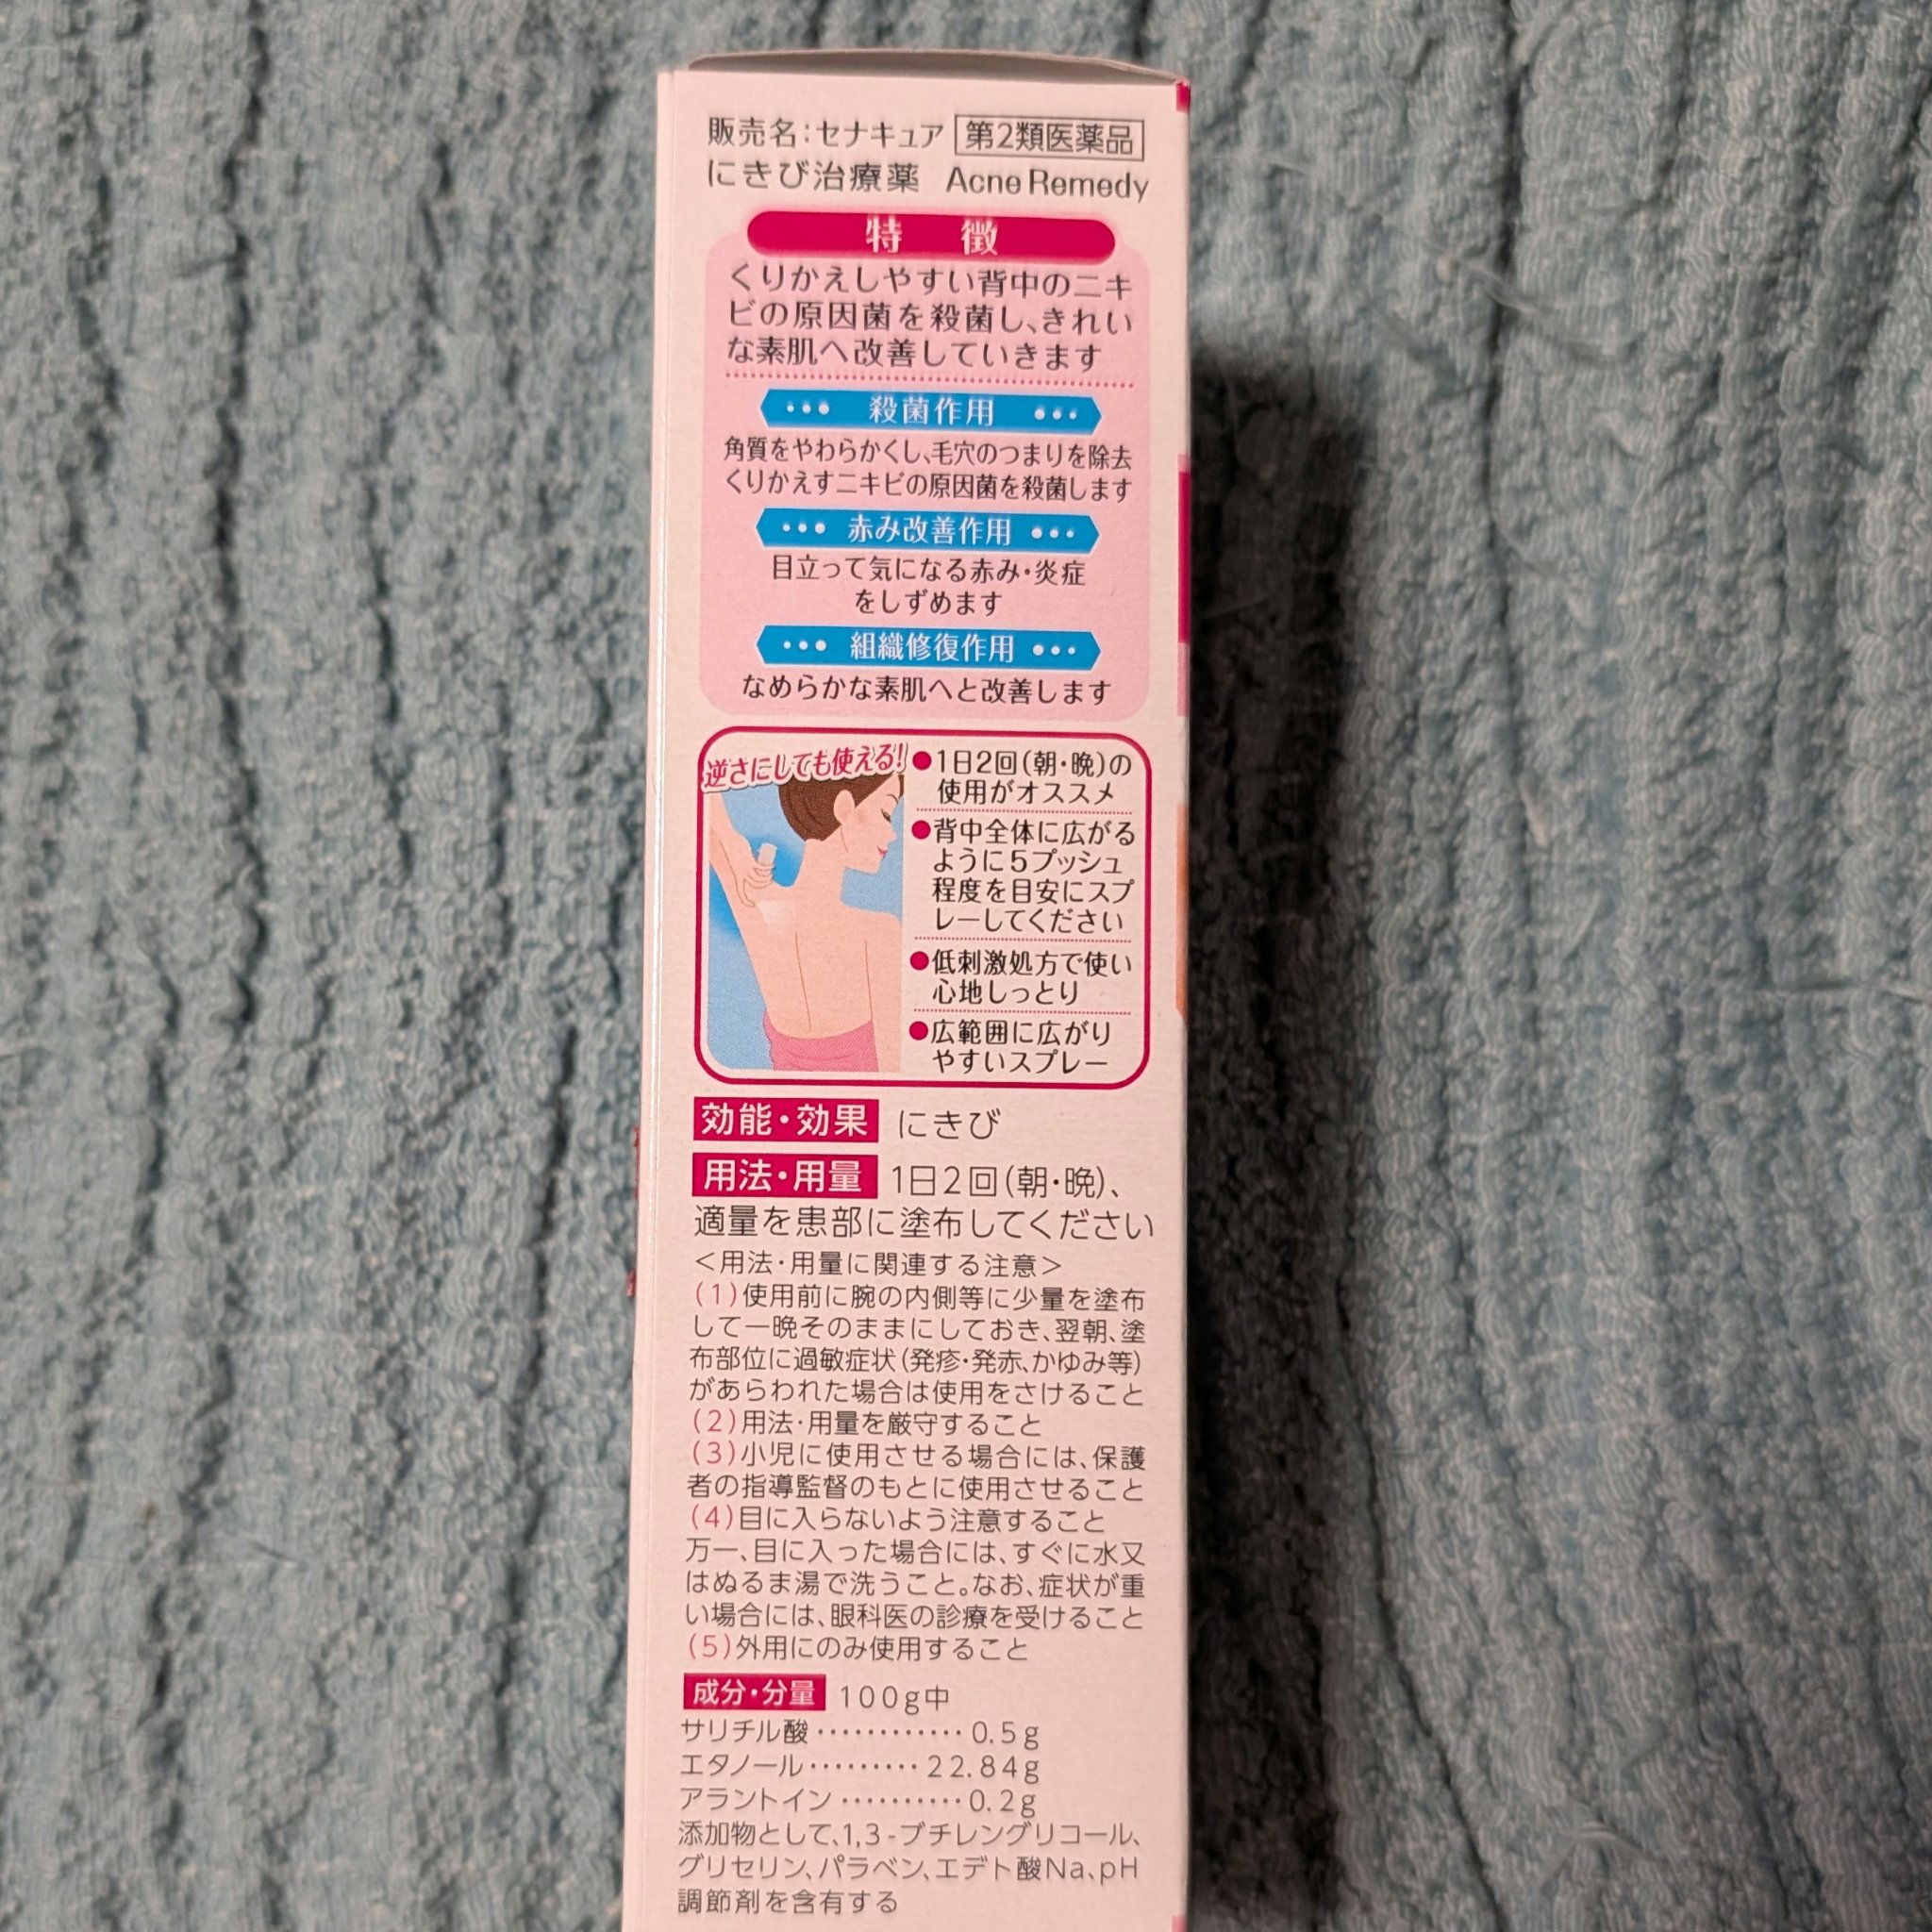 販売名：セナキュア 第2類医薬品
にきび治療薬 Acne Remedy
特 徴
くりかえしやすい背中のニキ
ビの原因菌を殺菌し、きれい
な素肌へ改善していきます
殺菌作用
角質をやわらかくし、毛穴のつまりを除去
くりかえすニキビの原因菌を殺菌します
赤み改善作用
目立って気になる赤み・炎症
をしずめます
組織修復作用
なめらかな素肌へと改善します
逆さにしても使える!
●1日2回(朝・晩)の
使用がオススメ
●背中全体に広がる
ように5プッシュ
程度を目安にスプ
レーしてください
●低刺激処方で使い
心地しっとり
●広範囲に広がり
やすいスプレー
効能・効果 にきび
用法・用量 1日2回(朝・晩)、
適量を患部に塗布してください
＜用法・用量に関連する注意＞
(1)使用前に腕の内側等に少量を塗布
して一晩そのままにしておき、翌朝、塗
布部位に過敏症状(発疹・発赤、かゆみ等)
があらわれた場合は使用をさけること
(2)用法・用量を厳守すること
(3)小児に使用させる場合には、保護
者の指導監督のもとに使用させること
(4)目に入らないよう注意すること
万一、目に入った場合には、すぐに水又
はぬるま湯で洗うこと。なお、症状が重
い場合には、眼科医の診療を受けること
(5)外用にのみ使用すること
成分・分量 100g中
サリチル酸…………0.5g
エタノール………22.84g
アラントイン…………0.2g
添加物として、1,3-ブチレングリコール、
グリセリン、パラベン、エデト酸Na、pH
調節剤を含有する